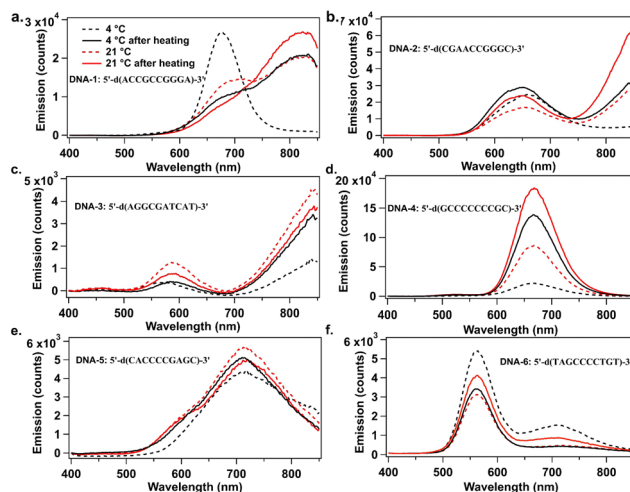 a.
3 x10⁴
2
1
0
Emission (counts)
4 °C
4 °C after heating
21 °C
21 °C after heating
DNA-1: 5'-d(ACCGCCGGGA)-3'
400 500 600 700 800
Wavelength (nm)
b.
7 x10³
6
5
4
3
2
1
0
Emission (counts)
DNA-2: 5'-d(CGAACCGGGC)-3'
400 500 600 700 800
Wavelength (nm)
c.
5 x10³
4
3
2
1
0
Emission (counts)
DNA-3: 5'-d(AGGCGATCAT)-3'
400 500 600 700 800
Wavelength (nm)
d.
20 x10⁴
15
10
5
0
Emission (counts)
DNA-4: 5'-d(GCCCCCCCGC)-3'
400 500 600 700 800
Wavelength (nm)
e.
6 x10³
5
4
3
2
1
0
Emission (counts)
DNA-5: 5'-d(CACCCCGAGC)-3'
400 500 600 700 800
Wavelength (nm)
f.
6 x10³
5
4
3
2
1
0
Emission (counts)
DNA-6: 5'-d(TAGCCCCTGT)-3'
400 500 600 700 800
Wavelength (nm)